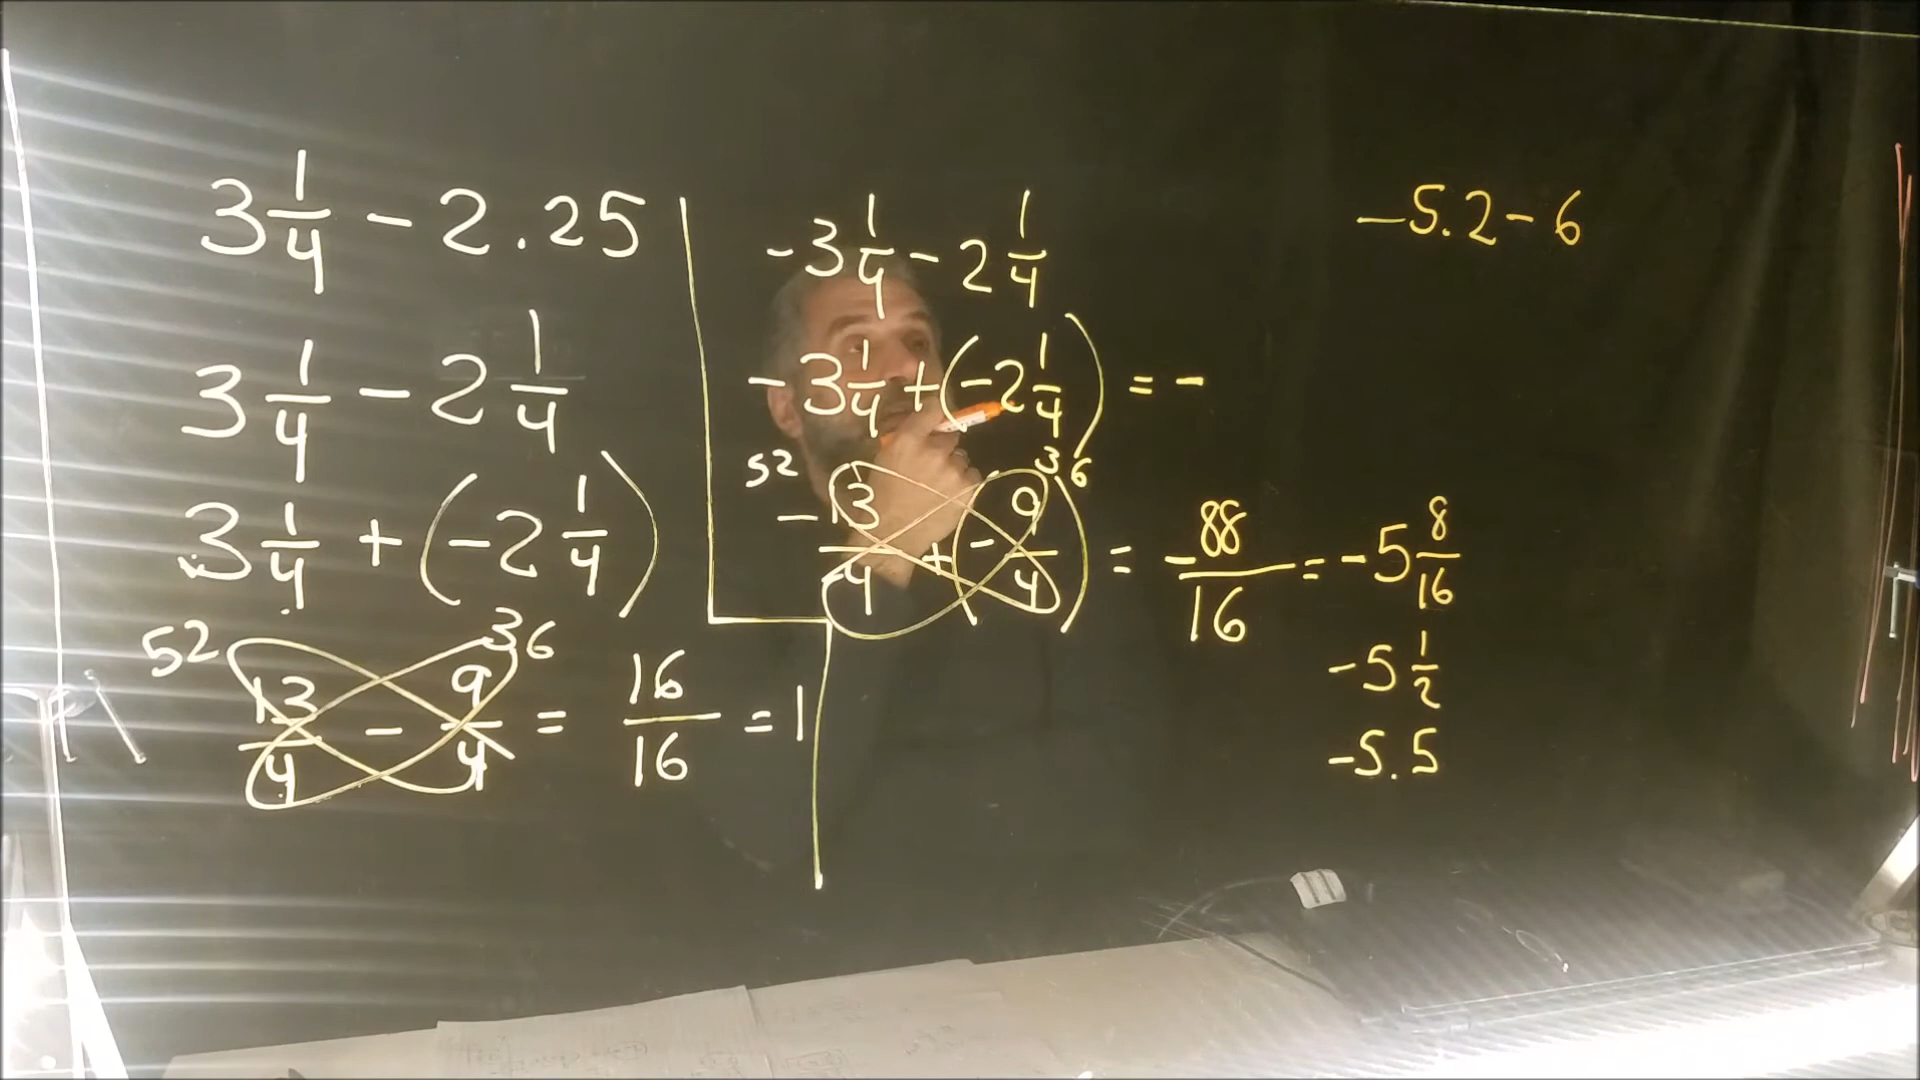 3 1/4 - 2.25
3 1/4 - 2 1/4
3 1/4 + (-2 1/4)
52 36
13/4 - 9/4 = 16/16 = 1
-3 1/4 - 2 1/4
-3 1/4 + (-2 1/4) = -
52 36
-13/4 + (-9/4) = -88/16 = -5 8/16
-5 1/2
-5.5
-5.2 - 6